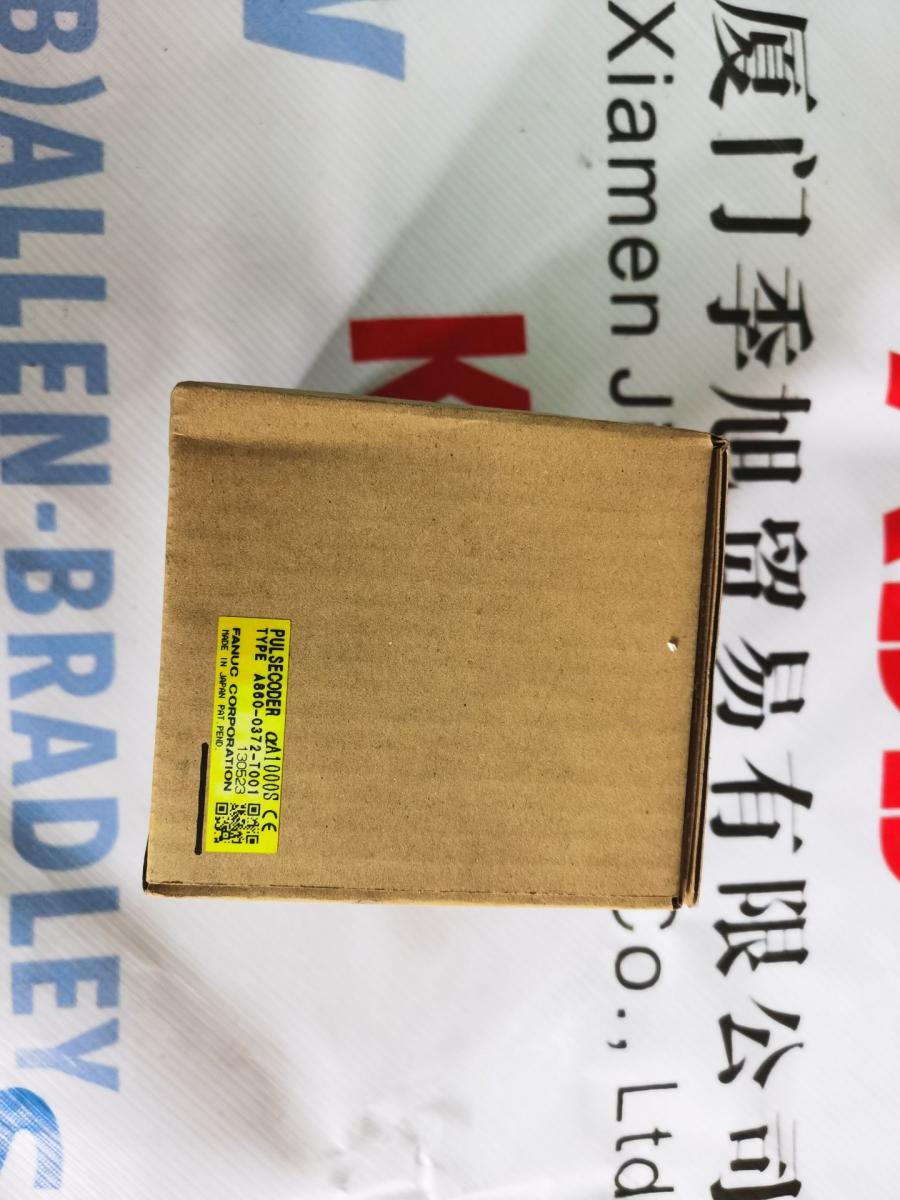 厦门季旭贸易有限公司
Xiamen J
Co., Ltd
PULSECODER αA1000S CE
TYPE A860-0372-T001
130523
FANUC CORPORATION
MADE IN JAPAN PAT.PEND.
B)ALLEN-BRADLEY